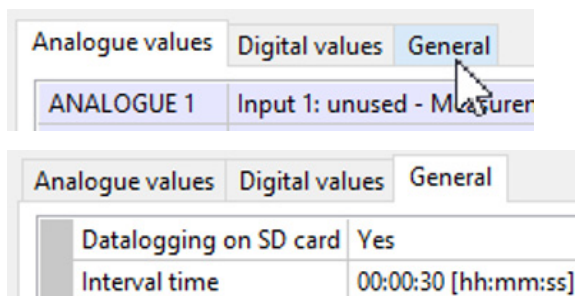 Analogue values Digital values General
ANALOGUE 1 Input 1: unused - Measurem
Analogue values Digital values General
Datalogging on SD card Yes
Interval time 00:00:30 [hh:mm:ss]